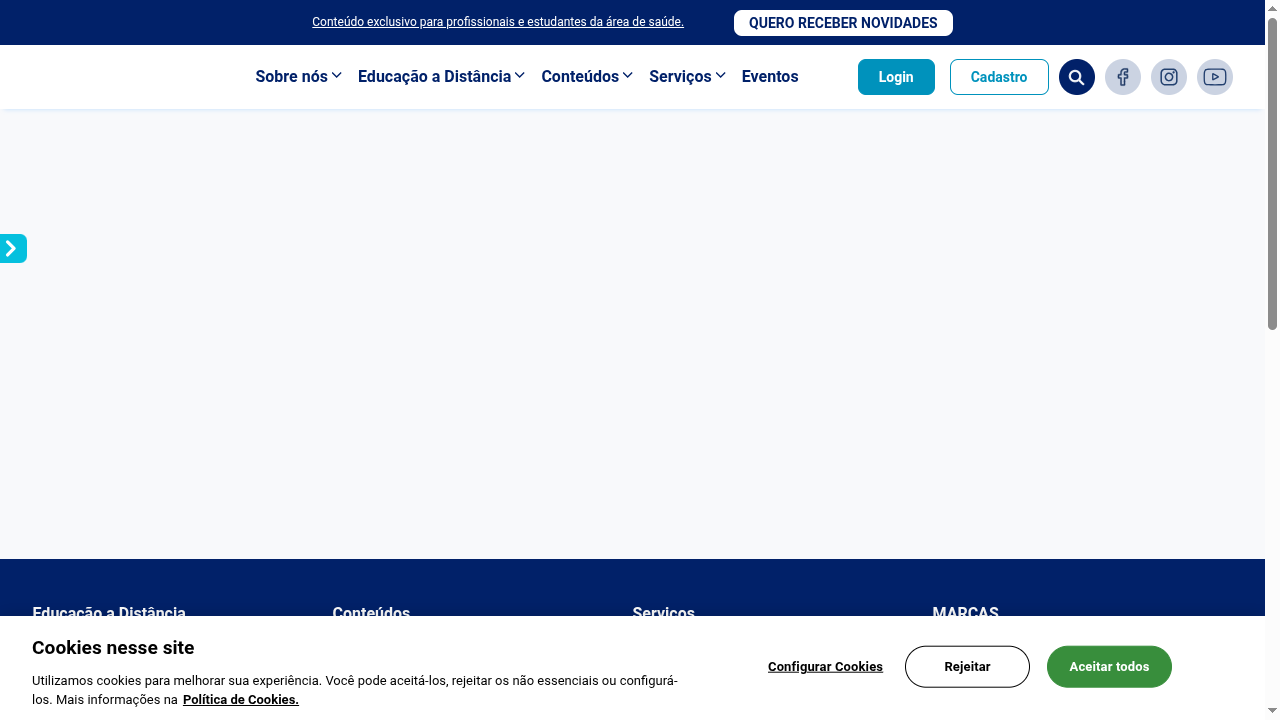 Conteúdo exclusivo para profissionais e estudantes da área de saúde.
QUERO RECEBER NOVIDADES
Sobre nós
Educação a Distância
Conteúdos
Serviços
Eventos
Login
Cadastro
Educação a Distância
Conteúdos
Serviços
MARCAS
Cookies nesse site
Utilizamos cookies para melhorar sua experiência. Você pode aceitá-los, rejeitar os não essenciais ou configurá-
los. Mais informações na Política de Cookies.
Configurar Cookies
Rejeitar
Aceitar todos